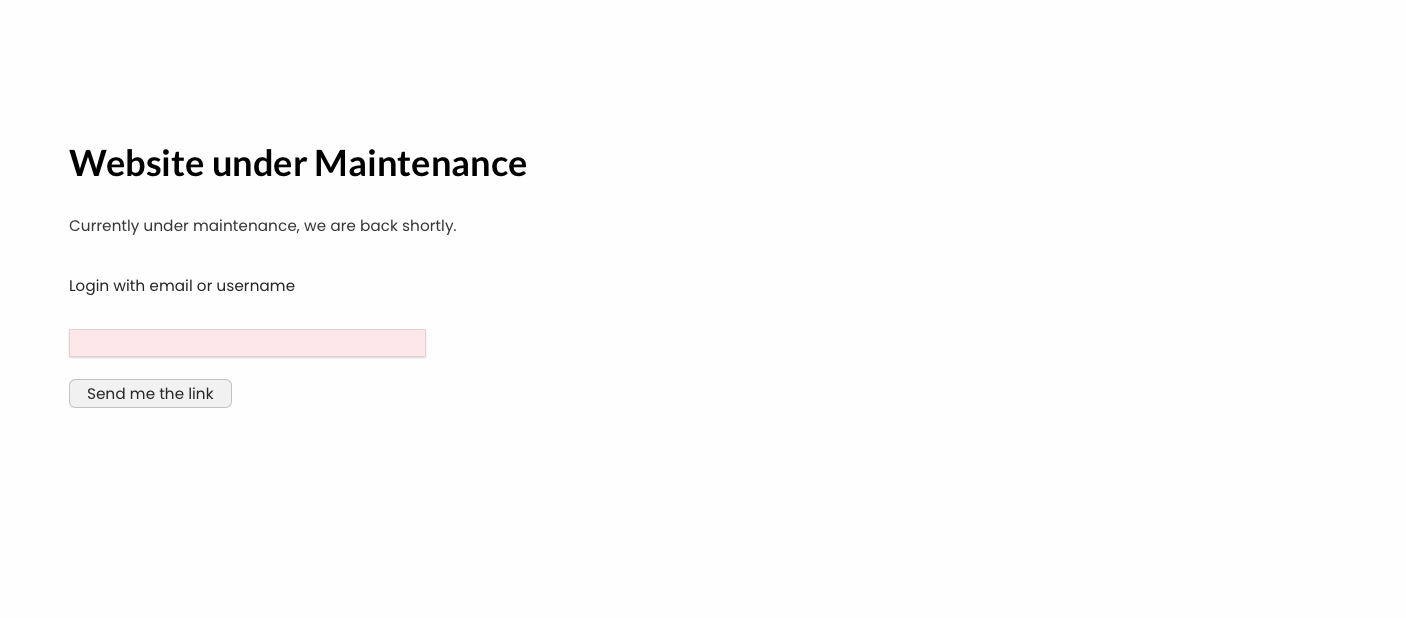 Website under Maintenance
Currently under maintenance, we are back shortly.
Login with email or username
Send me the link